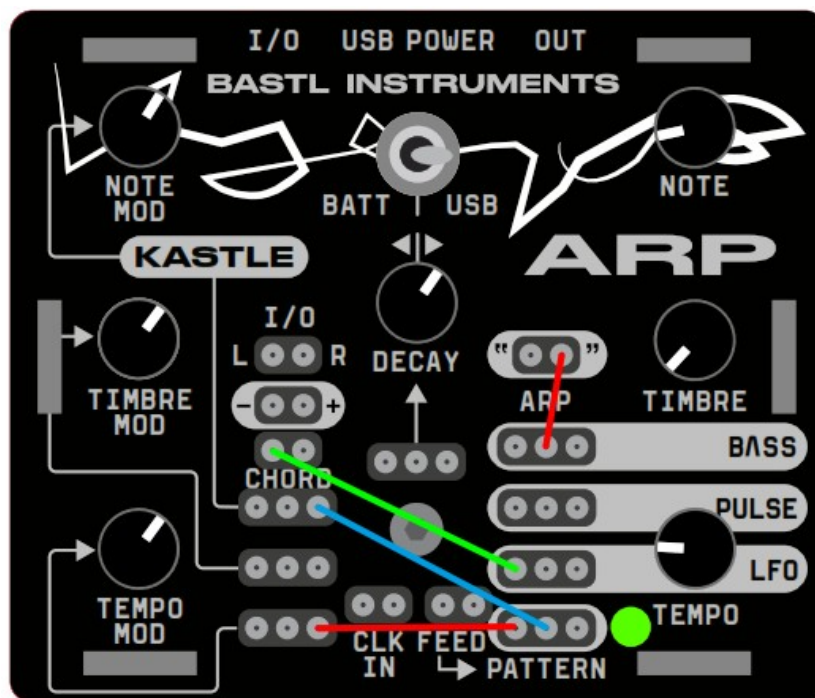 I/O USB POWER OUT
BASTL INSTRUMENTS
NOTE MOD
NOTE
BATT USB
KASTLE
ARP
I/O
L R
DECAY
" "
ARP
TIMBRE MOD
TIMBRE
- +
BASS
CHORD
PULSE
LFO
TEMPO MOD
TEMPO
CLK IN
FEED
PATTERN